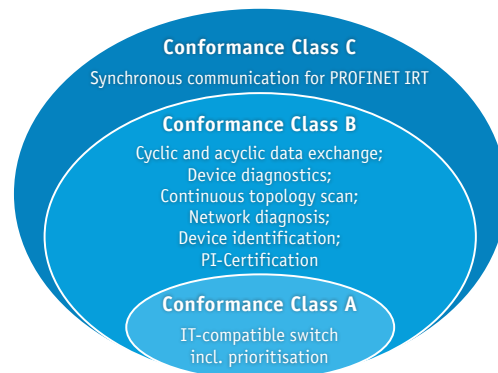 Conformance Class C
Synchronous communication for PROFINET IRT
Conformance Class B
Cyclic and acyclic data exchange;
Device diagnostics;
Continuous topology scan;
Network diagnosis;
Device identification;
PI-Certification
Conformance Class A
IT-compatible switch
incl. prioritisation